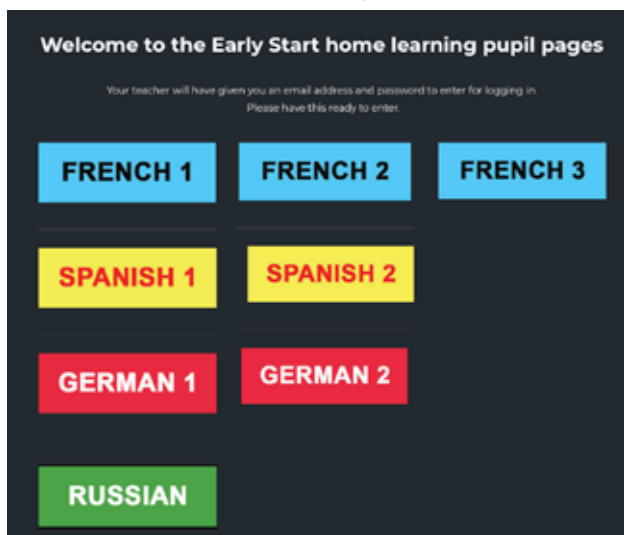 Welcome to the Early Start home learning pupil pages
Your teacher will have given you an email address and password to enter for logging in.
Please have this ready to enter.
FRENCH 1
FRENCH 2
FRENCH 3
SPANISH 1
SPANISH 2
GERMAN 1
GERMAN 2
RUSSIAN